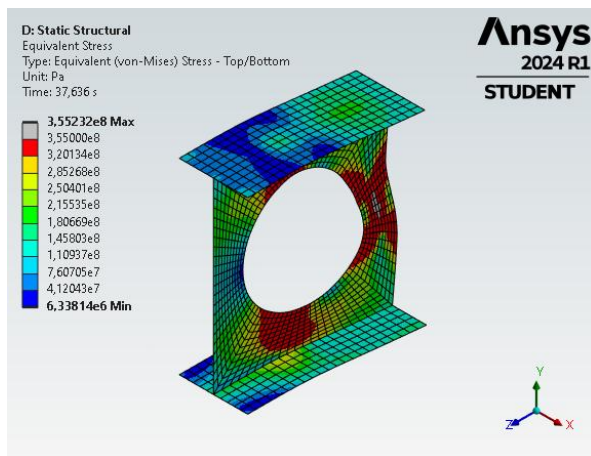 D: Static Structural
Equivalent Stress
Type: Equivalent (von-Mises) Stress - Top/Bottom
Unit: Pa
Time: 37,636 s
3,55232e8 Max
3,55000e8
3,20134e8
2,85268e8
2,50401e8
2,15535e8
1,80669e8
1,45803e8
1,10937e8
7,60705e7
4,12043e7
6,33814e6 Min
Ansys
2024 R1
STUDENT
Y
Z
X